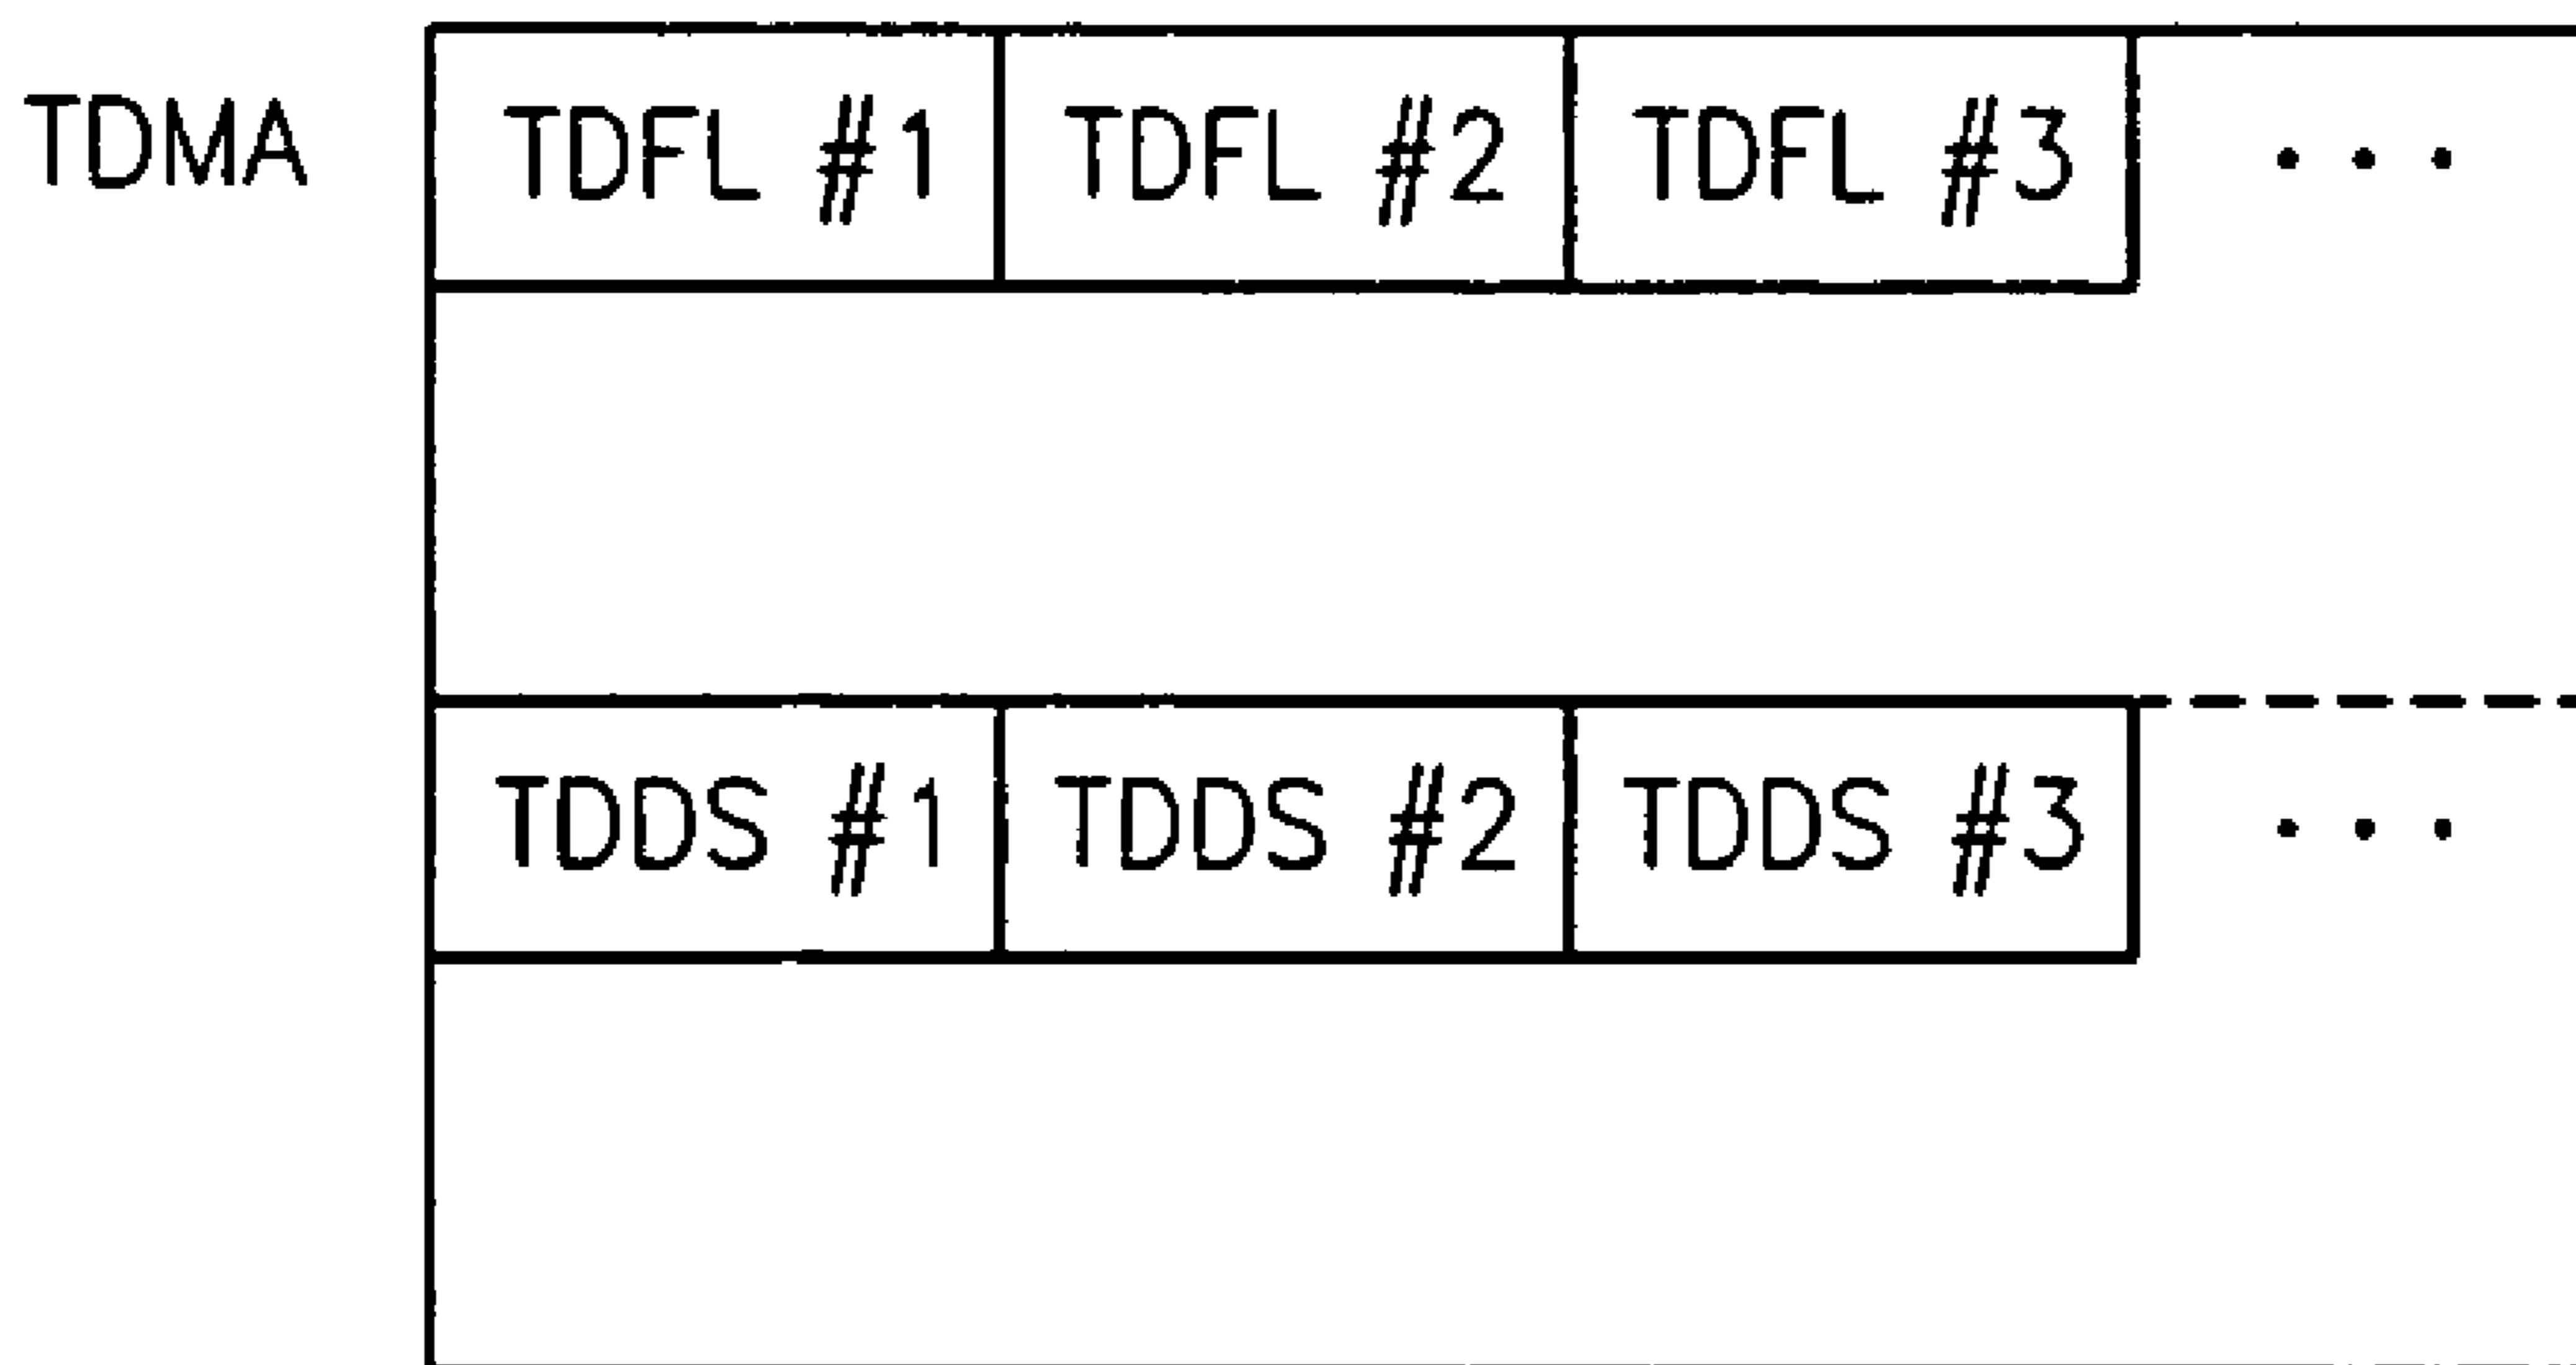 TDMA TDFL #1 TDFL #2 TDFL #3 . . .
TDDS #1 TDDS #2 TDDS #3 . . .